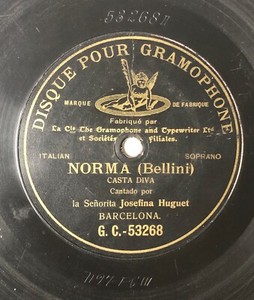 53268II
DISQUE POUR GRAMOPHONE
MARQUE DE FABRIQUE
Fabriqué par
La Cie The Gramophone and Typewriter Ltd
et Sociétés Filiales.
ITALIAN SOPRANO
NORMA (Bellini)
CASTA DIVA
Cantado por
la Señorita Josefina Huguet
BARCELONA.
G. C.-53268